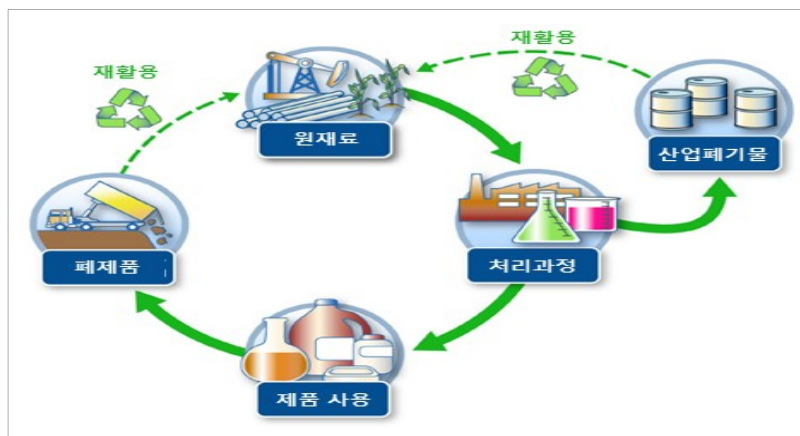 재활용
재활용
원재료
산업폐기물
폐제품
처리과정
제품 사용